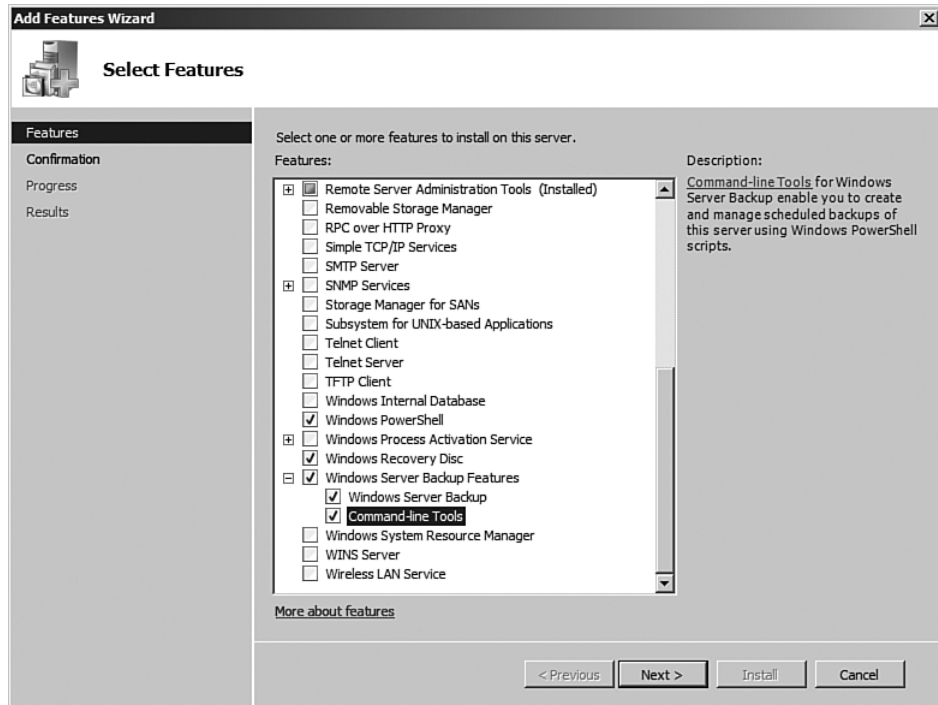 Add Features Wizard
Select Features
Features
Confirmation
Progress
Results
Select one or more features to install on this server.
Features:
Remote Server Administration Tools (Installed)
Removable Storage Manager
RPC over HTTP Proxy
Simple TCP/IP Services
SMTP Server
SNMP Services
Storage Manager for SANs
Subsystem for UNIX-based Applications
Telnet Client
Telnet Server
TFTP Client
Windows Internal Database
Windows PowerShell
Windows Process Activation Service
Windows Recovery Disc
Windows Server Backup Features
Windows Server Backup
Command-line Tools
Windows System Resource Manager
WINS Server
Wireless LAN Service
More about features
Description:
Command-line Tools for Windows
Server Backup enable you to create
and manage scheduled backups of
this server using Windows PowerShell
scripts.
< Previous
Next >
Install
Cancel